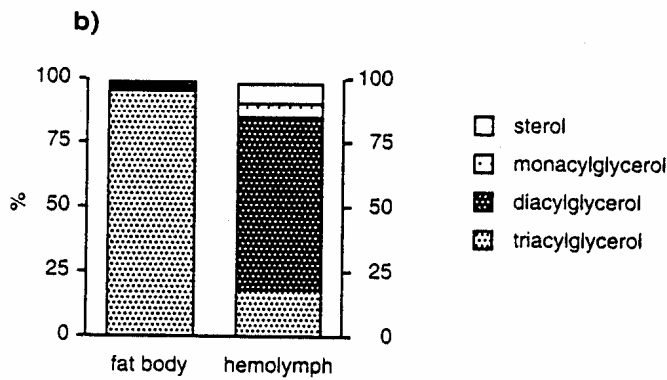 b)
100
75
50
25
0
%
100
75
50
25
0
fat body
hemolymph
sterol
monacylglycerol
diacylglycerol
triacylglycerol